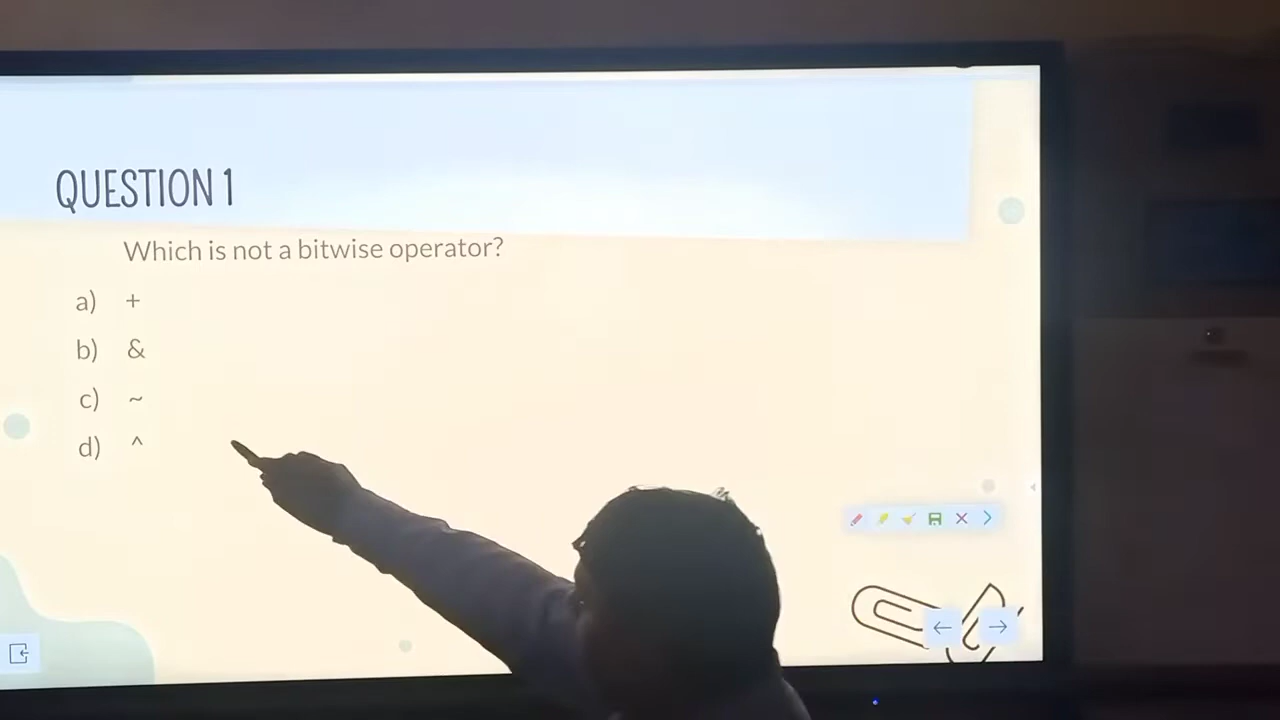 QUESTION 1
Which is not a bitwise operator?
a) +
b) &
c) ~
d) ^